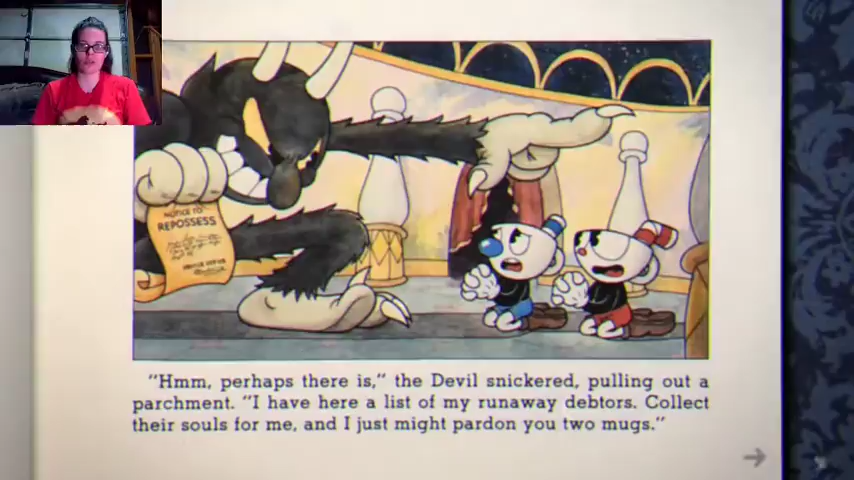 NOTICE TO
REPOSSESS
"Hmm, perhaps there is," the Devil snickered, pulling out a
parchment. "I have here a list of my runaway debtors. Collect
their souls for me, and I just might pardon you two mugs."